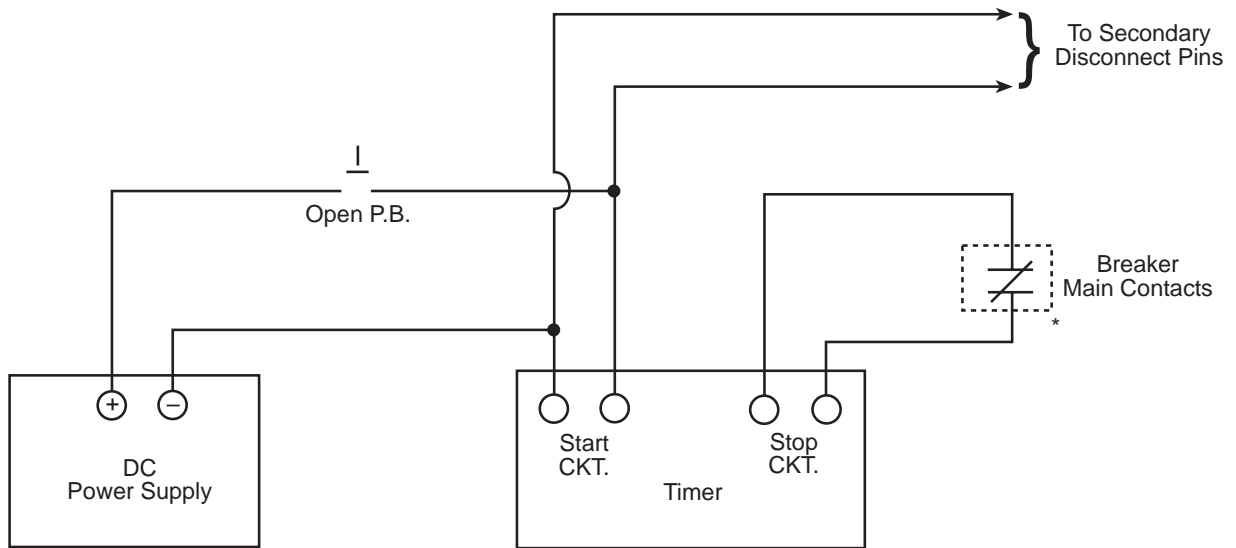 To Secondary
Disconnect Pins
Open P.B.
Breaker
Main Contacts
*
+
–
DC
Power Supply
Start
CKT.
Stop
CKT.
Timer